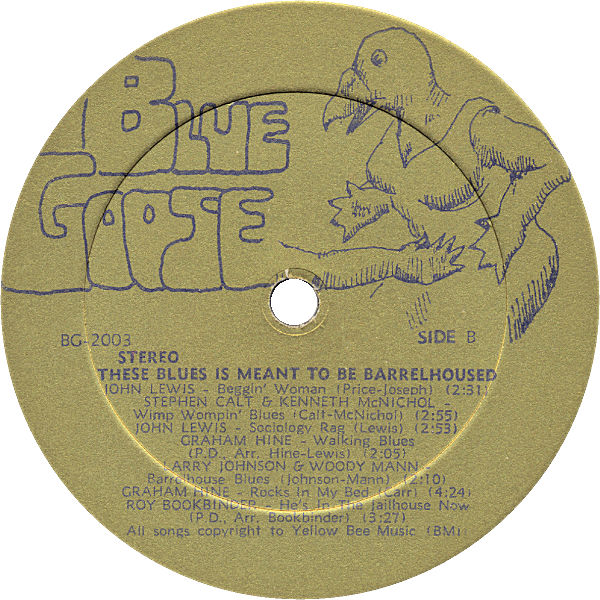 BLUE
GOOSE
BG-2003
SIDE B
STEREO
THESE BLUES IS MEANT TO BE BARRELHOUSED
JOHN LEWIS - Beggin' Woman (Price-Joseph) (2:31)
STEPHEN CALT & KENNETH McNICHOL -
Wimp Wompin' Blues (Calt-McNichol) (2:55)
JOHN LEWIS - Sociology Rag (Lewis) (2:53)
GRAHAM HINE - Walking Blues
(P.D., Arr. Hine-Lewis) (2:05)
LARRY JOHNSON & WOODY MANN -
Barrelhouse Blues (Johnson-Mann) (2:10)
GRAHAM HINE - Rocks In My Bed (Carr) (4:24)
ROY BOOKBINDER - He's In The Jailhouse Now
(P.D., Arr. Bookbinder) (3:27)
All songs copyright to Yellow Bee Music (BMI)